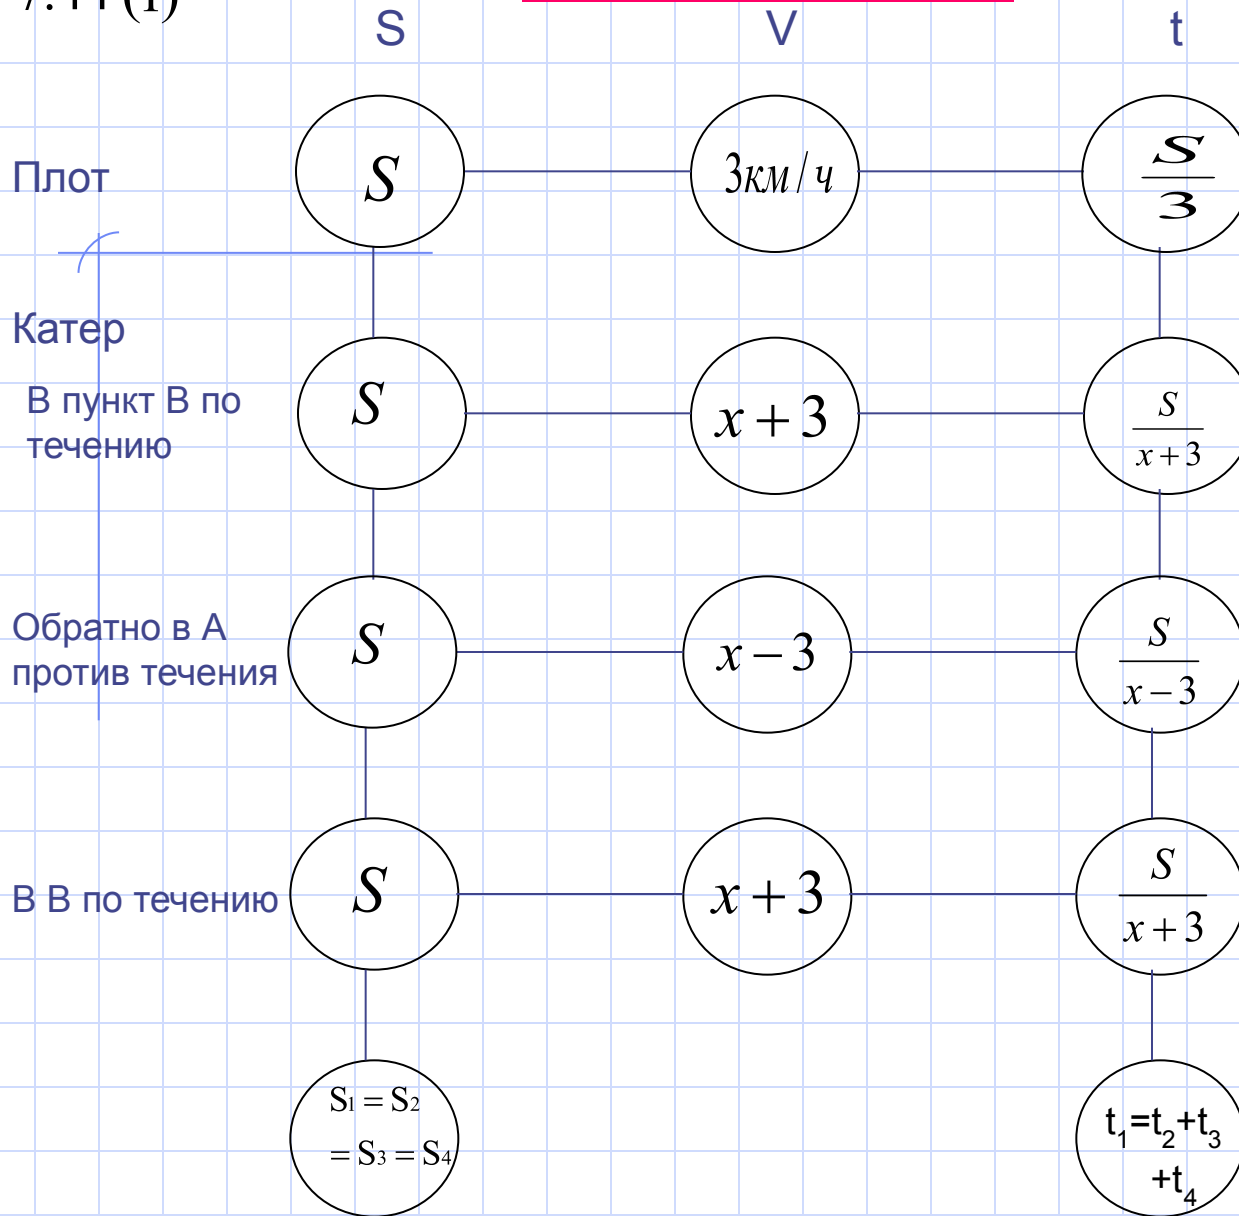 S V t
Плот S 3км/ч S/3
Катер
В пункт В по
течению
S x + 3 S/(x + 3)
Обратно в А
против течения
S x − 3 S/(x − 3)
В В по течению S x + 3 S/(x + 3)
S₁ = S₂
= S₃ = S₄
t₁=t₂+t₃
+t₄